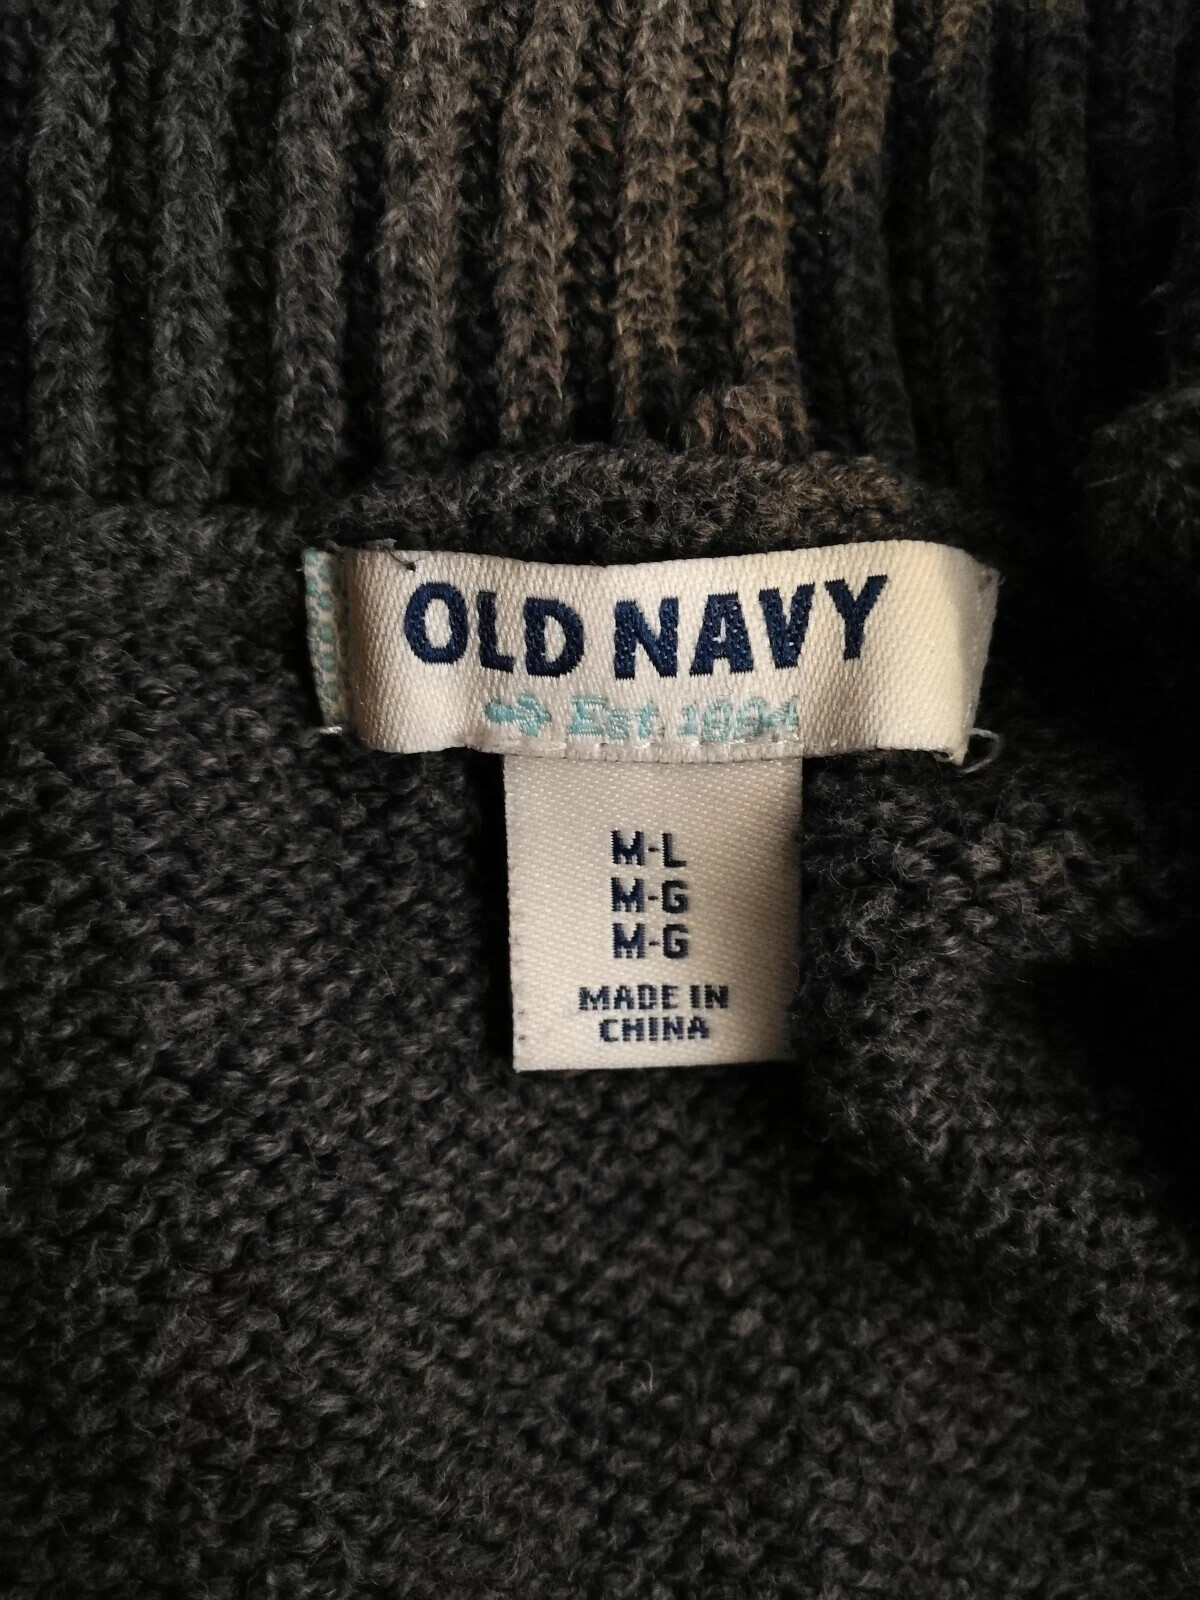 OLD NAVY
Est. 1994
M-L
M-G
M-G
MADE IN
CHINA